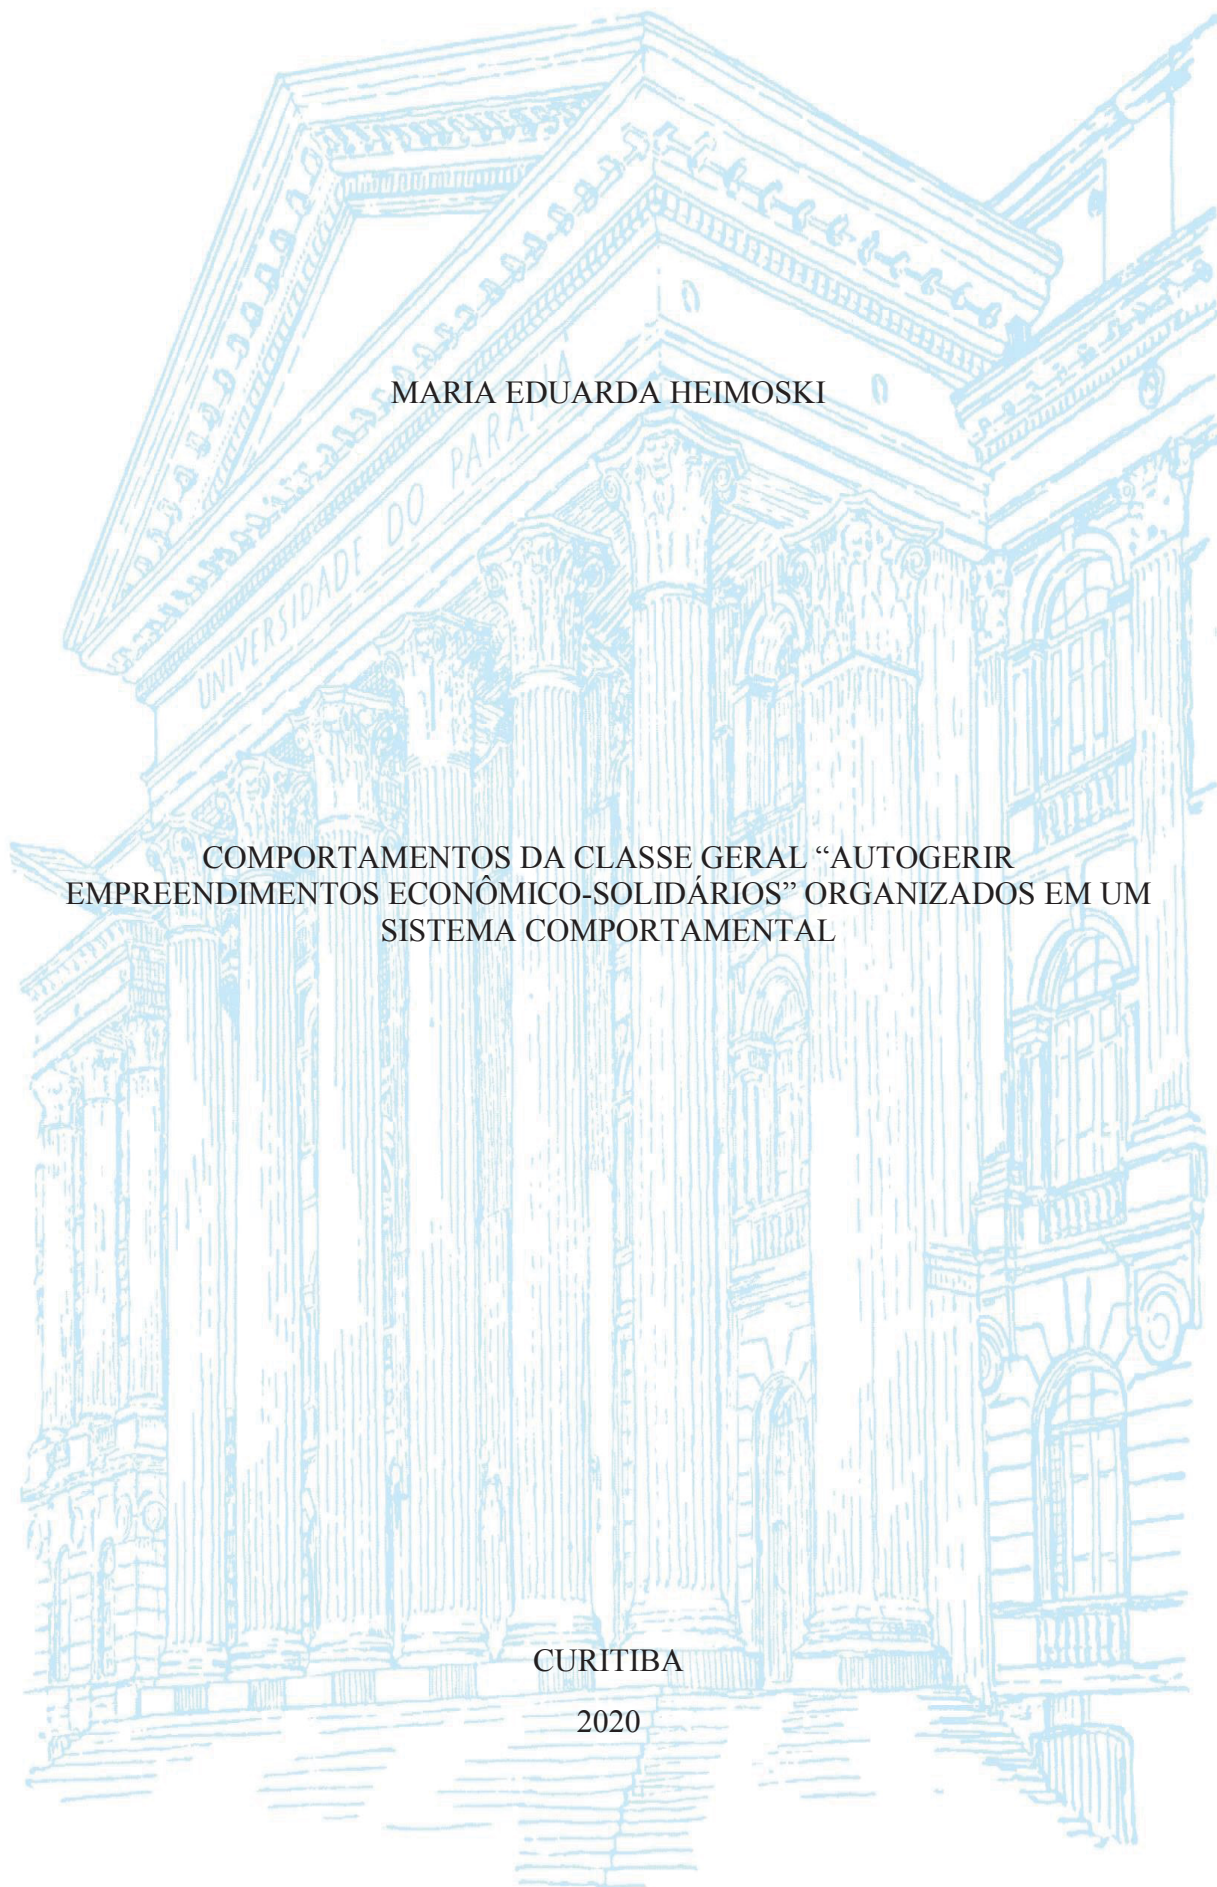 MARIA EDUARDA HEIMOSKI
UNIVERSIDADE DO PARANÁ
COMPORTAMENTOS DA CLASSE GERAL “AUTOGERIR
EMPREENDIMENTOS ECONÔMICO-SOLIDÁRIOS” ORGANIZADOS EM UM
SISTEMA COMPORTAMENTAL
CURITIBA
2020